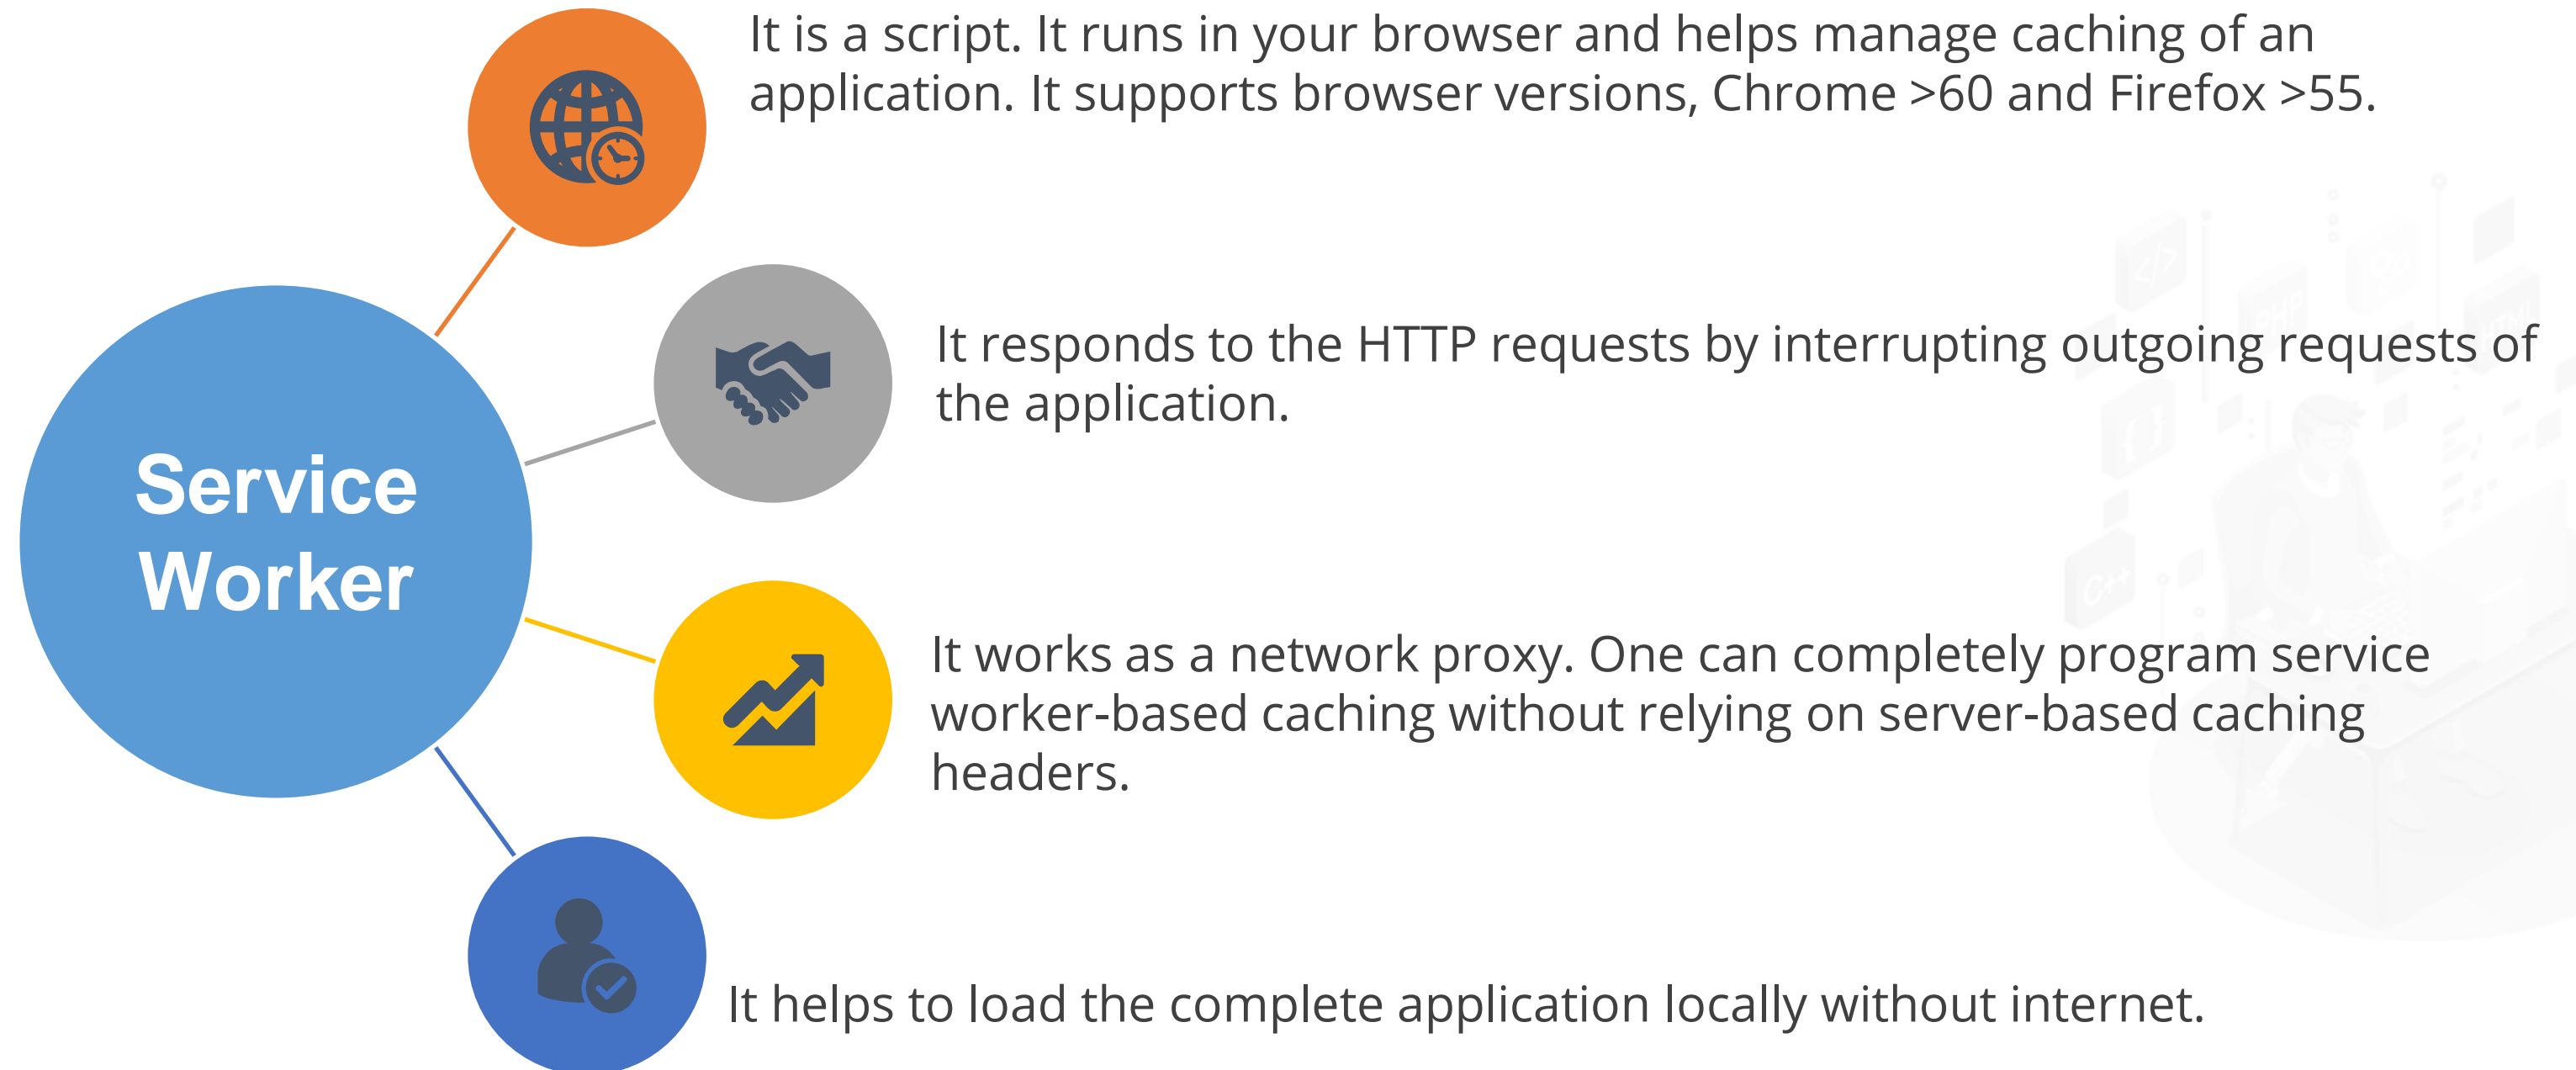 It is a script. It runs in your browser and helps manage caching of an
application. It supports browser versions, Chrome >60 and Firefox >55.
It responds to the HTTP requests by interrupting outgoing requests of
the application.
Service
Worker
It works as a network proxy. One can completely program service
worker-based caching without relying on server-based caching
headers.
It helps to load the complete application locally without internet.
</>
PHP
HTML
{ }
C++